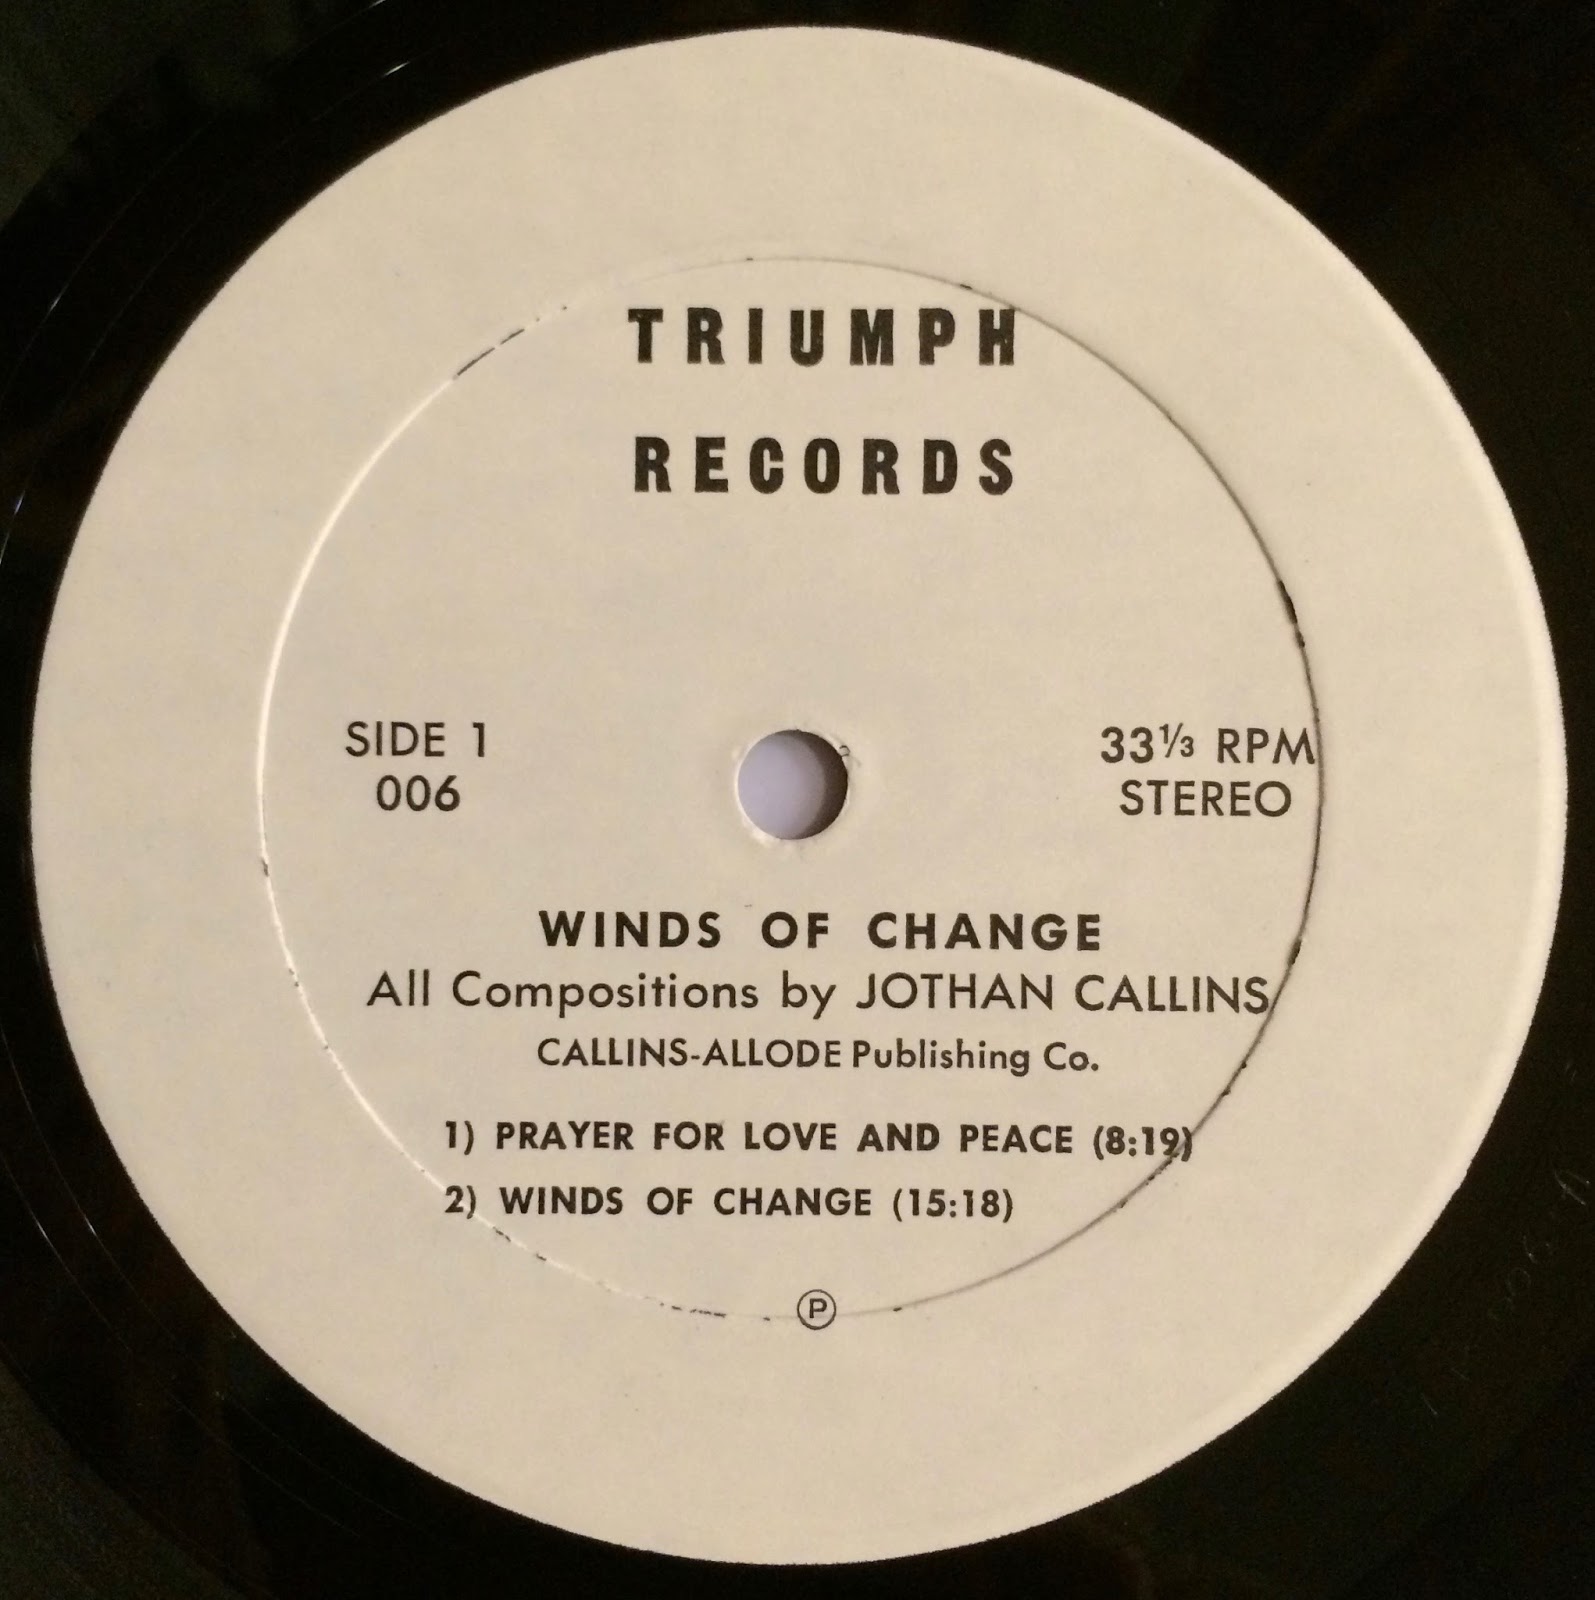 TRIUMPH
RECORDS
SIDE 1
006
33⅓ RPM
STEREO
WINDS OF CHANGE
All Compositions by JOTHAN CALLINS
CALLINS-ALLODE Publishing Co.
1) PRAYER FOR LOVE AND PEACE (8:19)
2) WINDS OF CHANGE (15:18)
Ⓟ